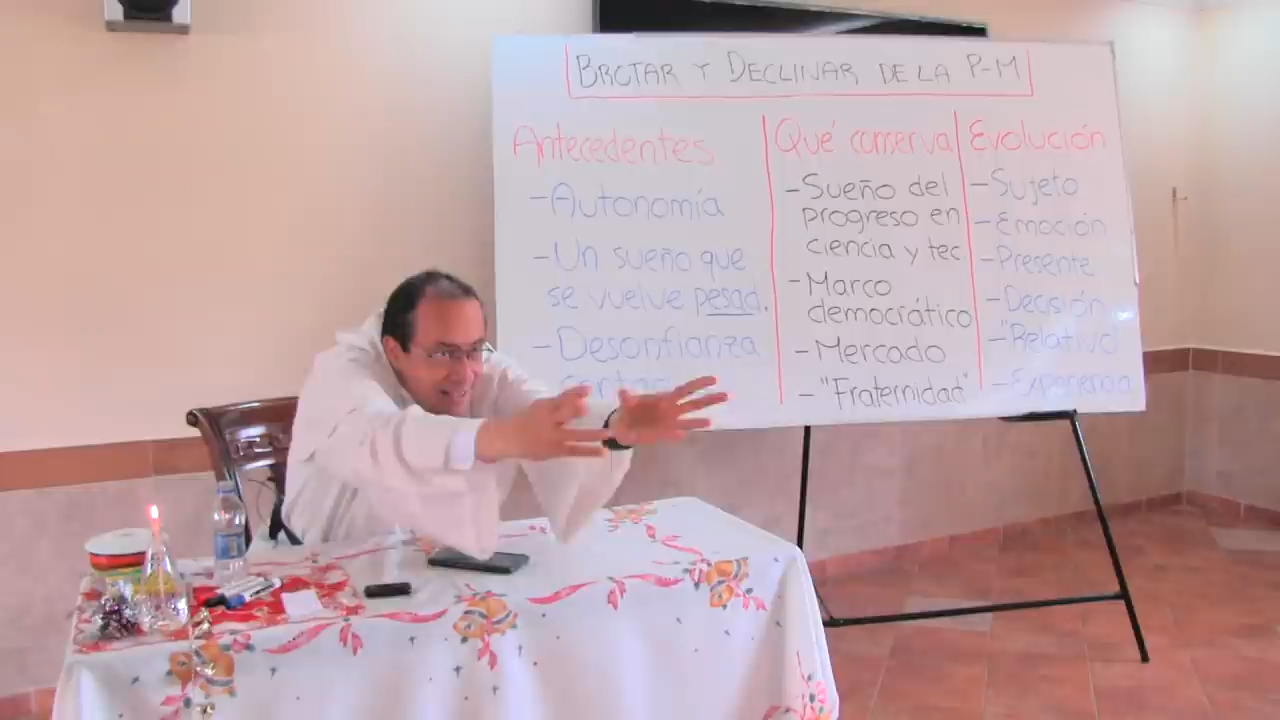 BROTAR Y DECLINAR DE LA P-M
Antecedentes
-Autonomía
-Un sueño que
se vuelve pesad.
-Desonfianza
Qué conserva
-Sueño del
progreso en
ciencia y tec
-Marco
democrático
-Mercado
-"Fraternidad"
Evolución
-Sujeto
-Emoción
-Presente
-Decisión
-"Relativo"
-Experiencia